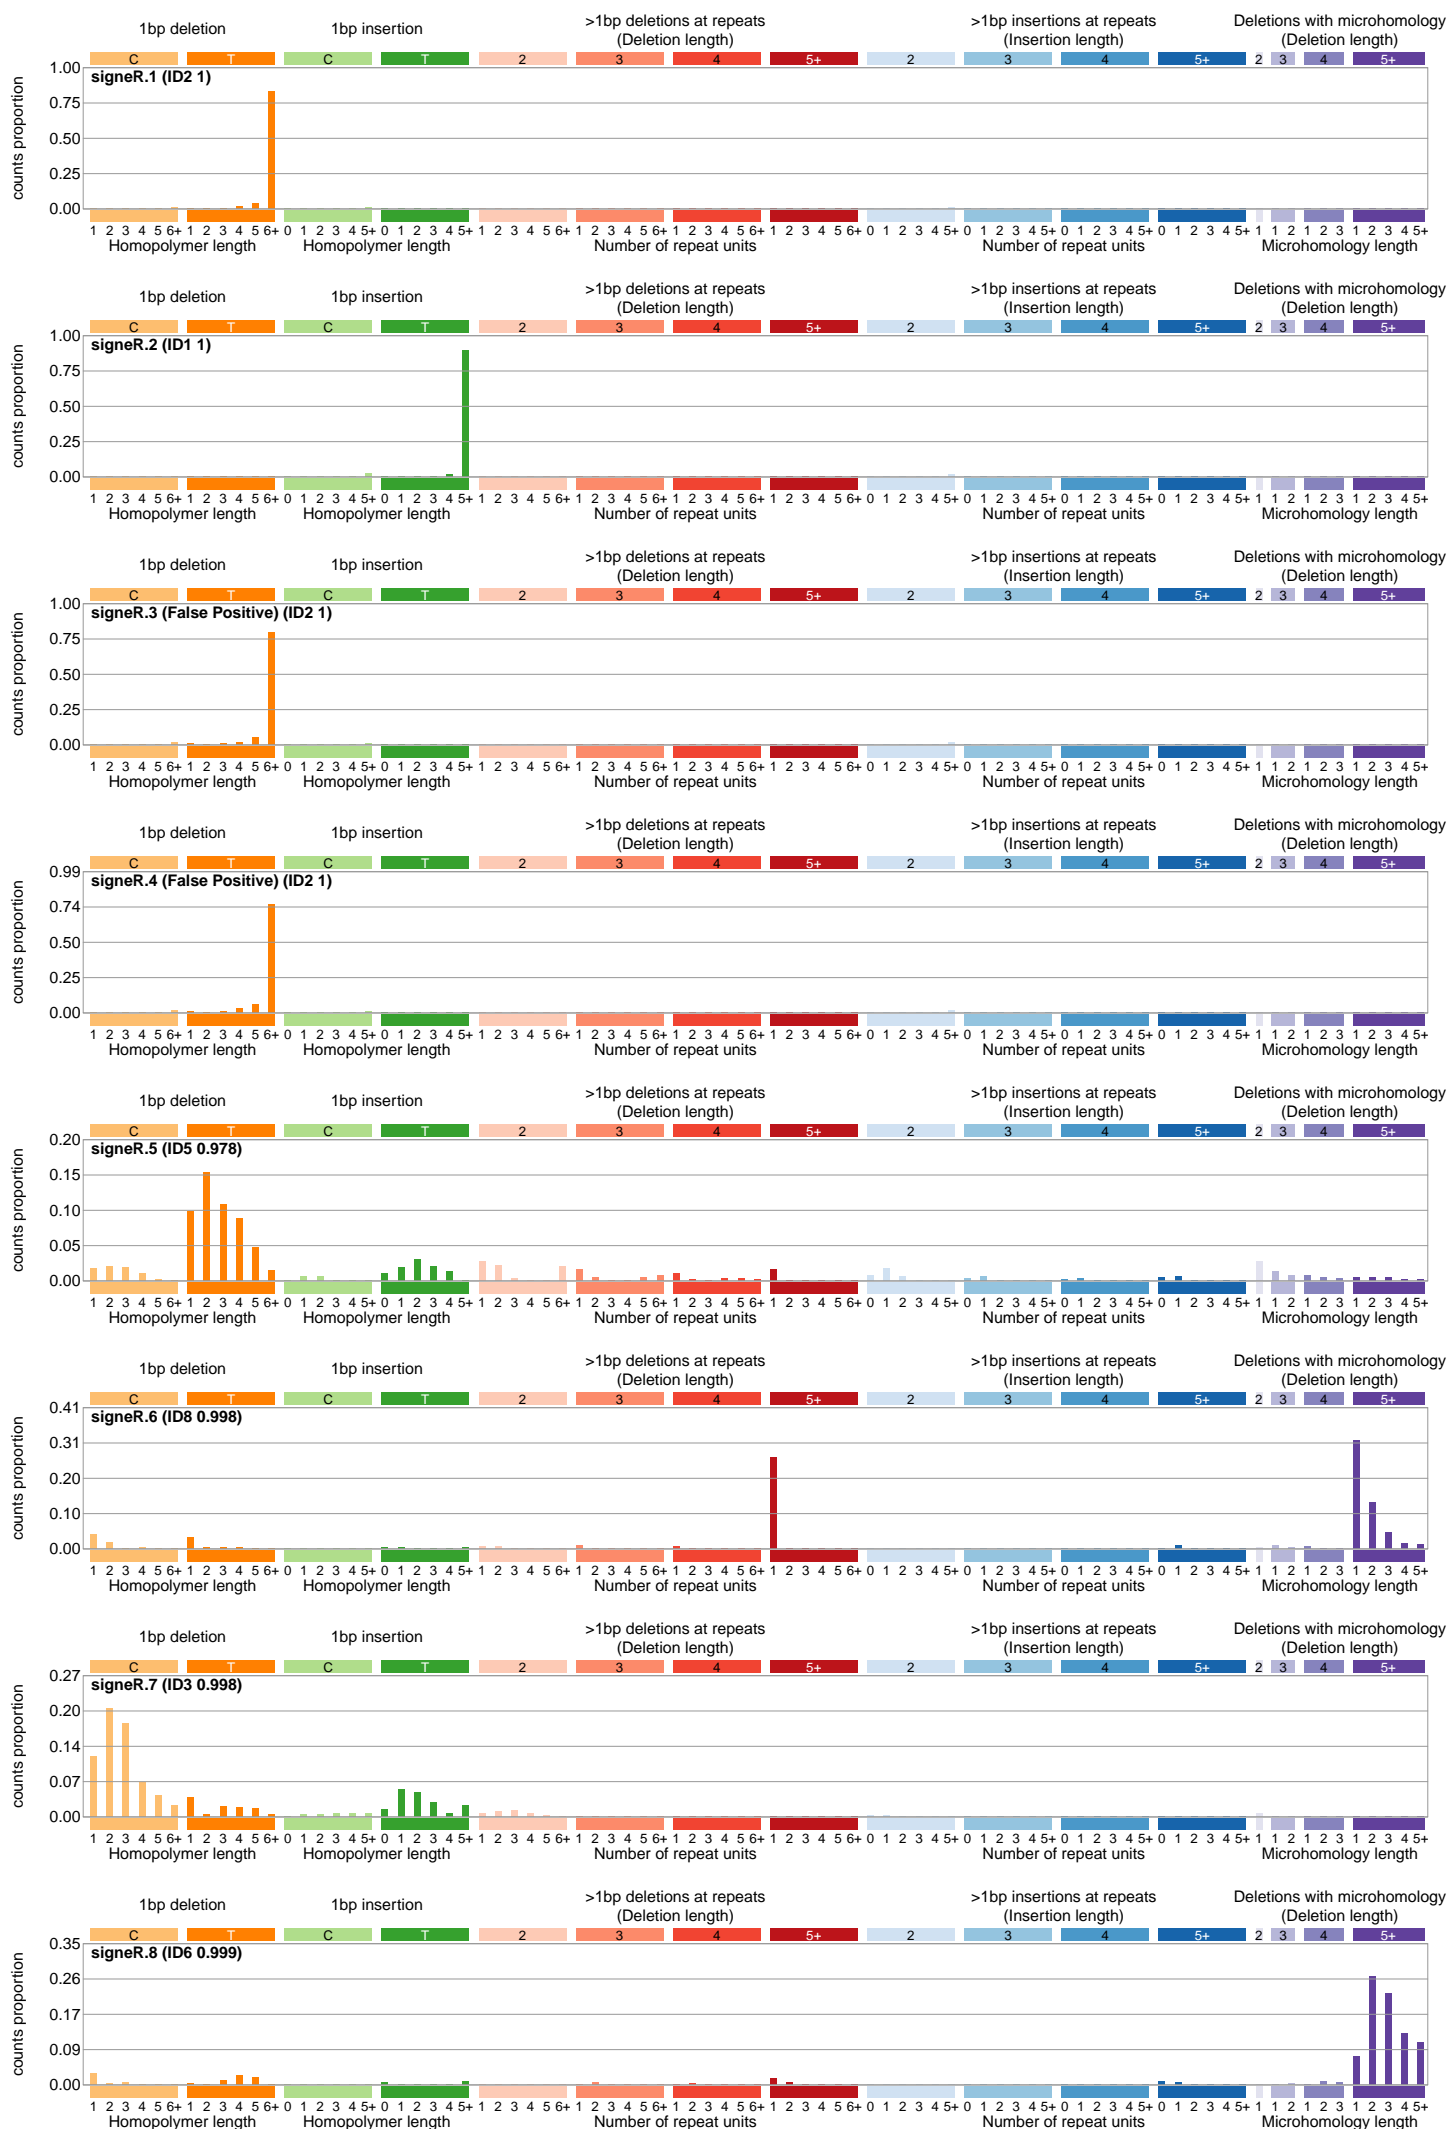 1bp deletion 1bp insertion >1bp deletions at repeats >1bp insertions at repeats Deletions with microhomology
(Deletion length) (Insertion length) (Deletion length)
C T C T 2 3 4 5+ 2 3 4 5+ 2 3 4 5+
signeR.1 (ID2 1)
counts proportion
1.00
0.75
0.50
0.25
0.00
1 2 3 4 5 6+ 1 2 3 4 5 6+ 0 1 2 3 4 5+ 0 1 2 3 4 5+ 1 2 3 4 5 6+ 1 2 3 4 5 6+ 1 2 3 4 5 6+ 1 2 3 4 5 6+ 0 1 2 3 4 5+ 0 1 2 3 4 5+ 0 1 2 3 4 5+ 0 1 2 3 4 5+ 1 1 2 1 2 3 1 2 3 4 5+
Homopolymer length Homopolymer length Number of repeat units Number of repeat units Microhomology length
1bp deletion 1bp insertion >1bp deletions at repeats >1bp insertions at repeats Deletions with microhomology
(Deletion length) (Insertion length) (Deletion length)
C T C T 2 3 4 5+ 2 3 4 5+ 2 3 4 5+
signeR.2 (ID1 1)
counts proportion
1.00
0.75
0.50
0.25
0.00
1 2 3 4 5 6+ 1 2 3 4 5 6+ 0 1 2 3 4 5+ 0 1 2 3 4 5+ 1 2 3 4 5 6+ 1 2 3 4 5 6+ 1 2 3 4 5 6+ 1 2 3 4 5 6+ 0 1 2 3 4 5+ 0 1 2 3 4 5+ 0 1 2 3 4 5+ 0 1 2 3 4 5+ 1 1 2 1 2 3 1 2 3 4 5+
Homopolymer length Homopolymer length Number of repeat units Number of repeat units Microhomology length
1bp deletion 1bp insertion >1bp deletions at repeats >1bp insertions at repeats Deletions with microhomology
(Deletion length) (Insertion length) (Deletion length)
C T C T 2 3 4 5+ 2 3 4 5+ 2 3 4 5+
signeR.3 (False Positive) (ID2 1)
counts proportion
1.00
0.75
0.50
0.25
0.00
1 2 3 4 5 6+ 1 2 3 4 5 6+ 0 1 2 3 4 5+ 0 1 2 3 4 5+ 1 2 3 4 5 6+ 1 2 3 4 5 6+ 1 2 3 4 5 6+ 1 2 3 4 5 6+ 0 1 2 3 4 5+ 0 1 2 3 4 5+ 0 1 2 3 4 5+ 0 1 2 3 4 5+ 1 1 2 1 2 3 1 2 3 4 5+
Homopolymer length Homopolymer length Number of repeat units Number of repeat units Microhomology length
1bp deletion 1bp insertion >1bp deletions at repeats >1bp insertions at repeats Deletions with microhomology
(Deletion length) (Insertion length) (Deletion length)
C T C T 2 3 4 5+ 2 3 4 5+ 2 3 4 5+
signeR.4 (False Positive) (ID2 1)
counts proportion
0.99
0.74
0.50
0.25
0.00
1 2 3 4 5 6+ 1 2 3 4 5 6+ 0 1 2 3 4 5+ 0 1 2 3 4 5+ 1 2 3 4 5 6+ 1 2 3 4 5 6+ 1 2 3 4 5 6+ 1 2 3 4 5 6+ 0 1 2 3 4 5+ 0 1 2 3 4 5+ 0 1 2 3 4 5+ 0 1 2 3 4 5+ 1 1 2 1 2 3 1 2 3 4 5+
Homopolymer length Homopolymer length Number of repeat units Number of repeat units Microhomology length
1bp deletion 1bp insertion >1bp deletions at repeats >1bp insertions at repeats Deletions with microhomology
(Deletion length) (Insertion length) (Deletion length)
C T C T 2 3 4 5+ 2 3 4 5+ 2 3 4 5+
signeR.5 (ID5 0.978)
counts proportion
0.20
0.15
0.10
0.05
0.00
1 2 3 4 5 6+ 1 2 3 4 5 6+ 0 1 2 3 4 5+ 0 1 2 3 4 5+ 1 2 3 4 5 6+ 1 2 3 4 5 6+ 1 2 3 4 5 6+ 1 2 3 4 5 6+ 0 1 2 3 4 5+ 0 1 2 3 4 5+ 0 1 2 3 4 5+ 0 1 2 3 4 5+ 1 1 2 1 2 3 1 2 3 4 5+
Homopolymer length Homopolymer length Number of repeat units Number of repeat units Microhomology length
1bp deletion 1bp insertion >1bp deletions at repeats >1bp insertions at repeats Deletions with microhomology
(Deletion length) (Insertion length) (Deletion length)
C T C T 2 3 4 5+ 2 3 4 5+ 2 3 4 5+
signeR.6 (ID8 0.998)
counts proportion
0.41
0.31
0.20
0.10
0.00
1 2 3 4 5 6+ 1 2 3 4 5 6+ 0 1 2 3 4 5+ 0 1 2 3 4 5+ 1 2 3 4 5 6+ 1 2 3 4 5 6+ 1 2 3 4 5 6+ 1 2 3 4 5 6+ 0 1 2 3 4 5+ 0 1 2 3 4 5+ 0 1 2 3 4 5+ 0 1 2 3 4 5+ 1 1 2 1 2 3 1 2 3 4 5+
Homopolymer length Homopolymer length Number of repeat units Number of repeat units Microhomology length
1bp deletion 1bp insertion >1bp deletions at repeats >1bp insertions at repeats Deletions with microhomology
(Deletion length) (Insertion length) (Deletion length)
C T C T 2 3 4 5+ 2 3 4 5+ 2 3 4 5+
signeR.7 (ID3 0.998)
counts proportion
0.27
0.20
0.14
0.07
0.00
1 2 3 4 5 6+ 1 2 3 4 5 6+ 0 1 2 3 4 5+ 0 1 2 3 4 5+ 1 2 3 4 5 6+ 1 2 3 4 5 6+ 1 2 3 4 5 6+ 1 2 3 4 5 6+ 0 1 2 3 4 5+ 0 1 2 3 4 5+ 0 1 2 3 4 5+ 0 1 2 3 4 5+ 1 1 2 1 2 3 1 2 3 4 5+
Homopolymer length Homopolymer length Number of repeat units Number of repeat units Microhomology length
1bp deletion 1bp insertion >1bp deletions at repeats >1bp insertions at repeats Deletions with microhomology
(Deletion length) (Insertion length) (Deletion length)
C T C T 2 3 4 5+ 2 3 4 5+ 2 3 4 5+
signeR.8 (ID6 0.999)
counts proportion
0.35
0.26
0.17
0.09
0.00
1 2 3 4 5 6+ 1 2 3 4 5 6+ 0 1 2 3 4 5+ 0 1 2 3 4 5+ 1 2 3 4 5 6+ 1 2 3 4 5 6+ 1 2 3 4 5 6+ 1 2 3 4 5 6+ 0 1 2 3 4 5+ 0 1 2 3 4 5+ 0 1 2 3 4 5+ 0 1 2 3 4 5+ 1 1 2 1 2 3 1 2 3 4 5+
Homopolymer length Homopolymer length Number of repeat units Number of repeat units Microhomology length